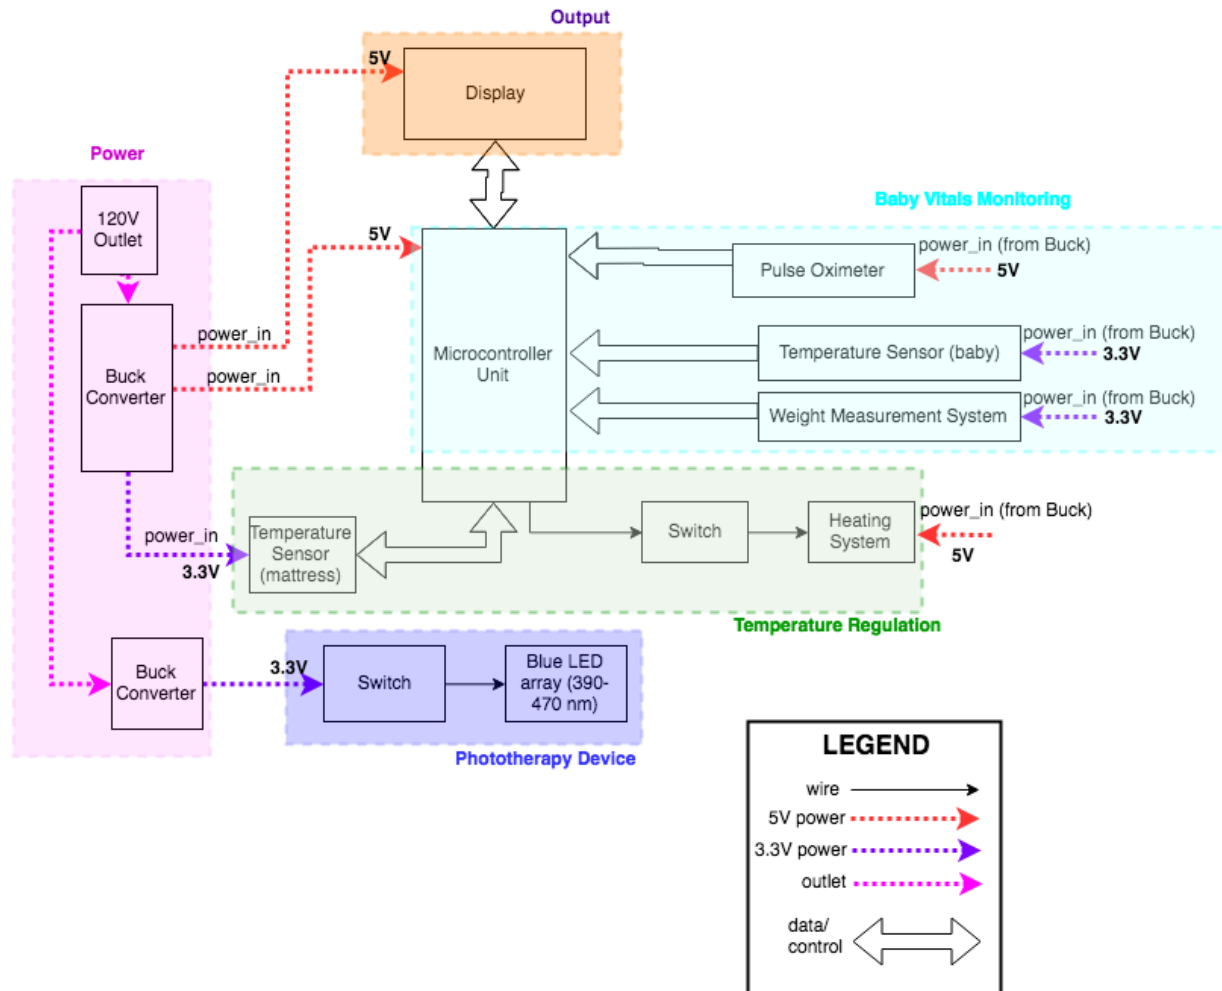 Output
5V
Display
Power
120V
Outlet
Baby Vitals Monitoring
5V
power_in (from Buck)
Pulse Oximeter
5V
power_in
Buck
Converter
power_in
Microcontroller
Unit
Temperature Sensor (baby)
power_in (from Buck)
3.3V
Weight Measurement System
power_in (from Buck)
3.3V
power_in
3.3V
Temperature
Sensor
(mattress)
Switch
Heating
System
power_in (from Buck)
5V
Temperature Regulation
Buck
Converter
3.3V
Switch
Blue LED
array (390-
470 nm)
Phototherapy Device
LEGEND
wire
5V power
3.3V power
outlet
data/
control